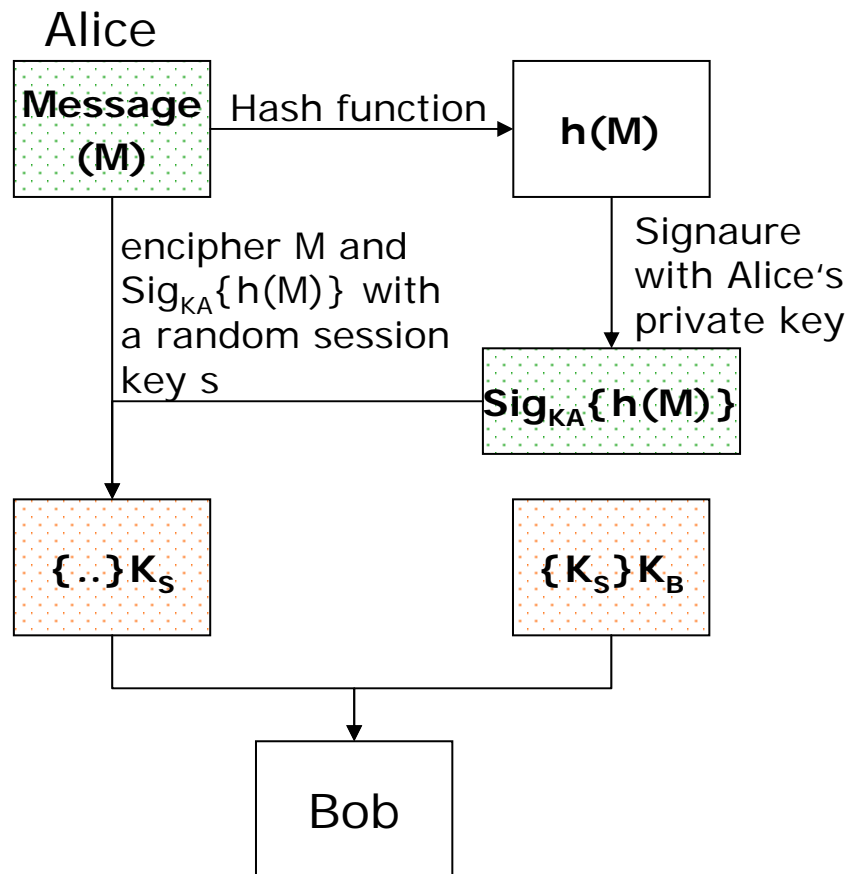 Alice
Message
(M)
Hash function
h(M)
encipher M and
Sig_KA{h(M)} with
a random session
key s
Signaure
with Alice‘s
private key
Sig_KA{h(M)}
{..}K_S
{K_S}K_B
Bob